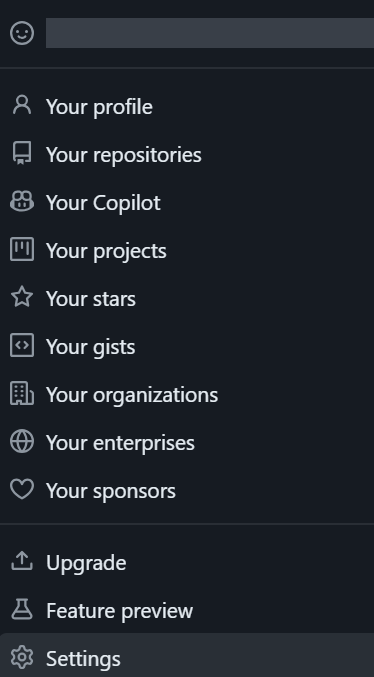 Your profile
Your repositories
Your Copilot
Your projects
Your stars
Your gists
Your organizations
Your enterprises
Your sponsors
Upgrade
Feature preview
Settings